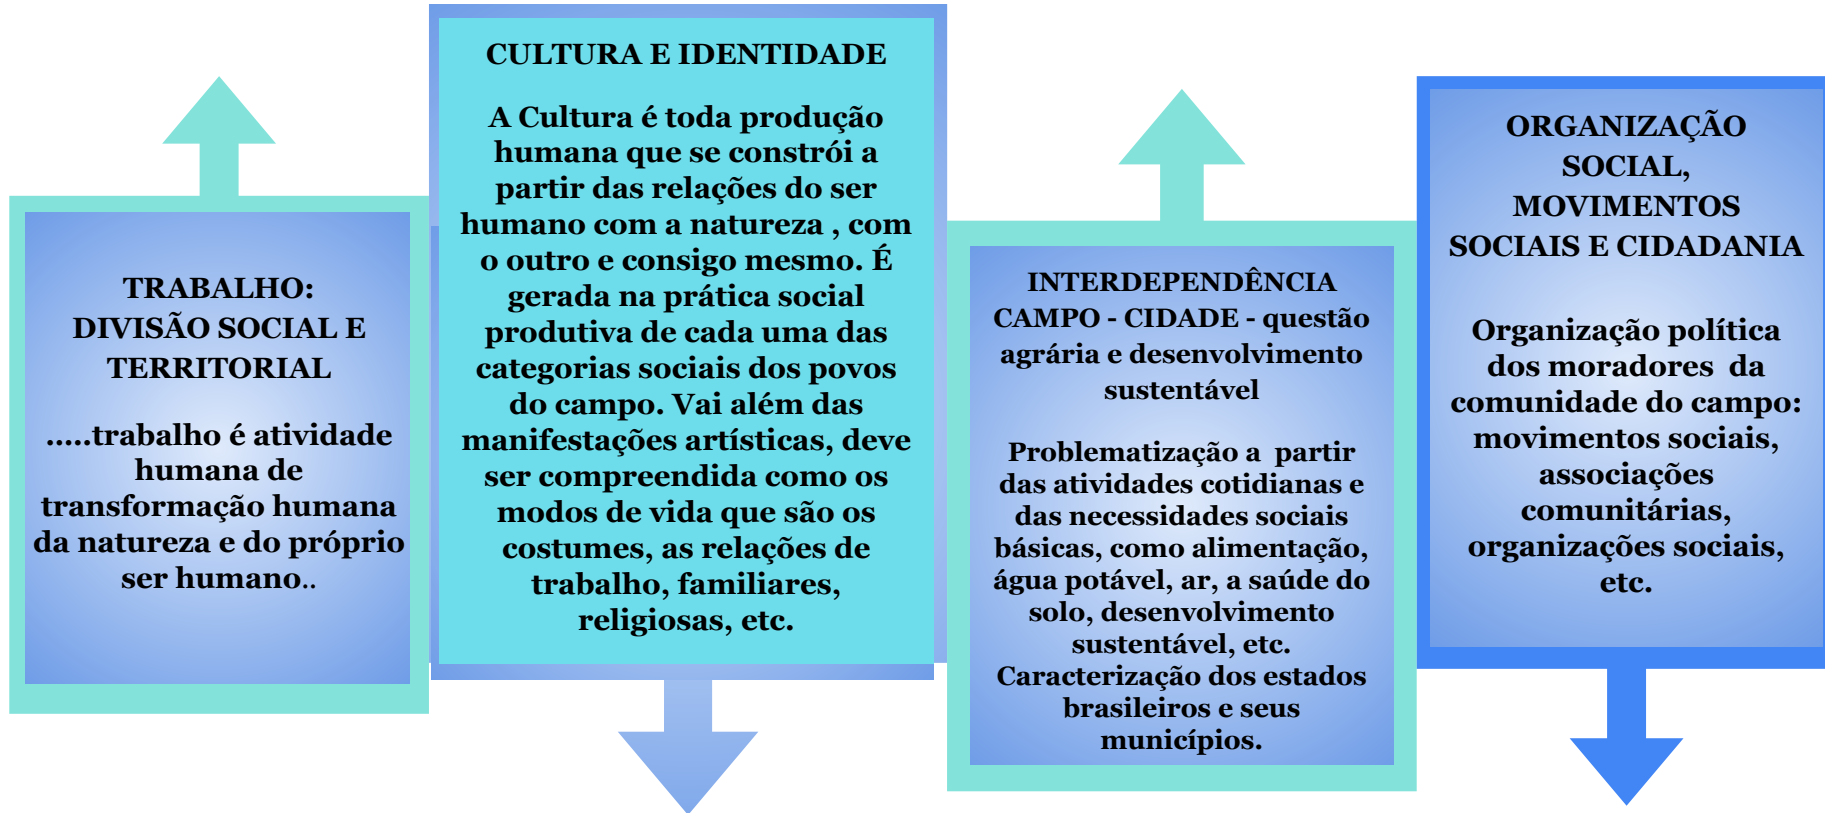 TRABALHO:
DIVISÃO SOCIAL E
TERRITORIAL
.....trabalho é atividade
humana de
transformação humana
da natureza e do próprio
ser humano..
CULTURA E IDENTIDADE
A Cultura é toda produção
humana que se constrói a
partir das relações do ser
humano com a natureza , com
o outro e consigo mesmo. É
gerada na prática social
produtiva de cada uma das
categorias sociais dos povos
do campo. Vai além das
manifestações artísticas, deve
ser compreendida como os
modos de vida que são os
costumes, as relações de
trabalho, familiares,
religiosas, etc.
INTERDEPENDÊNCIA
CAMPO - CIDADE - questão
agrária e desenvolvimento
sustentável
Problematização a partir
das atividades cotidianas e
das necessidades sociais
básicas, como alimentação,
água potável, ar, a saúde do
solo, desenvolvimento
sustentável, etc.
Caracterização dos estados
brasileiros e seus
municípios.
ORGANIZAÇÃO
SOCIAL,
MOVIMENTOS
SOCIAIS E CIDADANIA
Organização política
dos moradores da
comunidade do campo:
movimentos sociais,
associações
comunitárias,
organizações sociais,
etc.